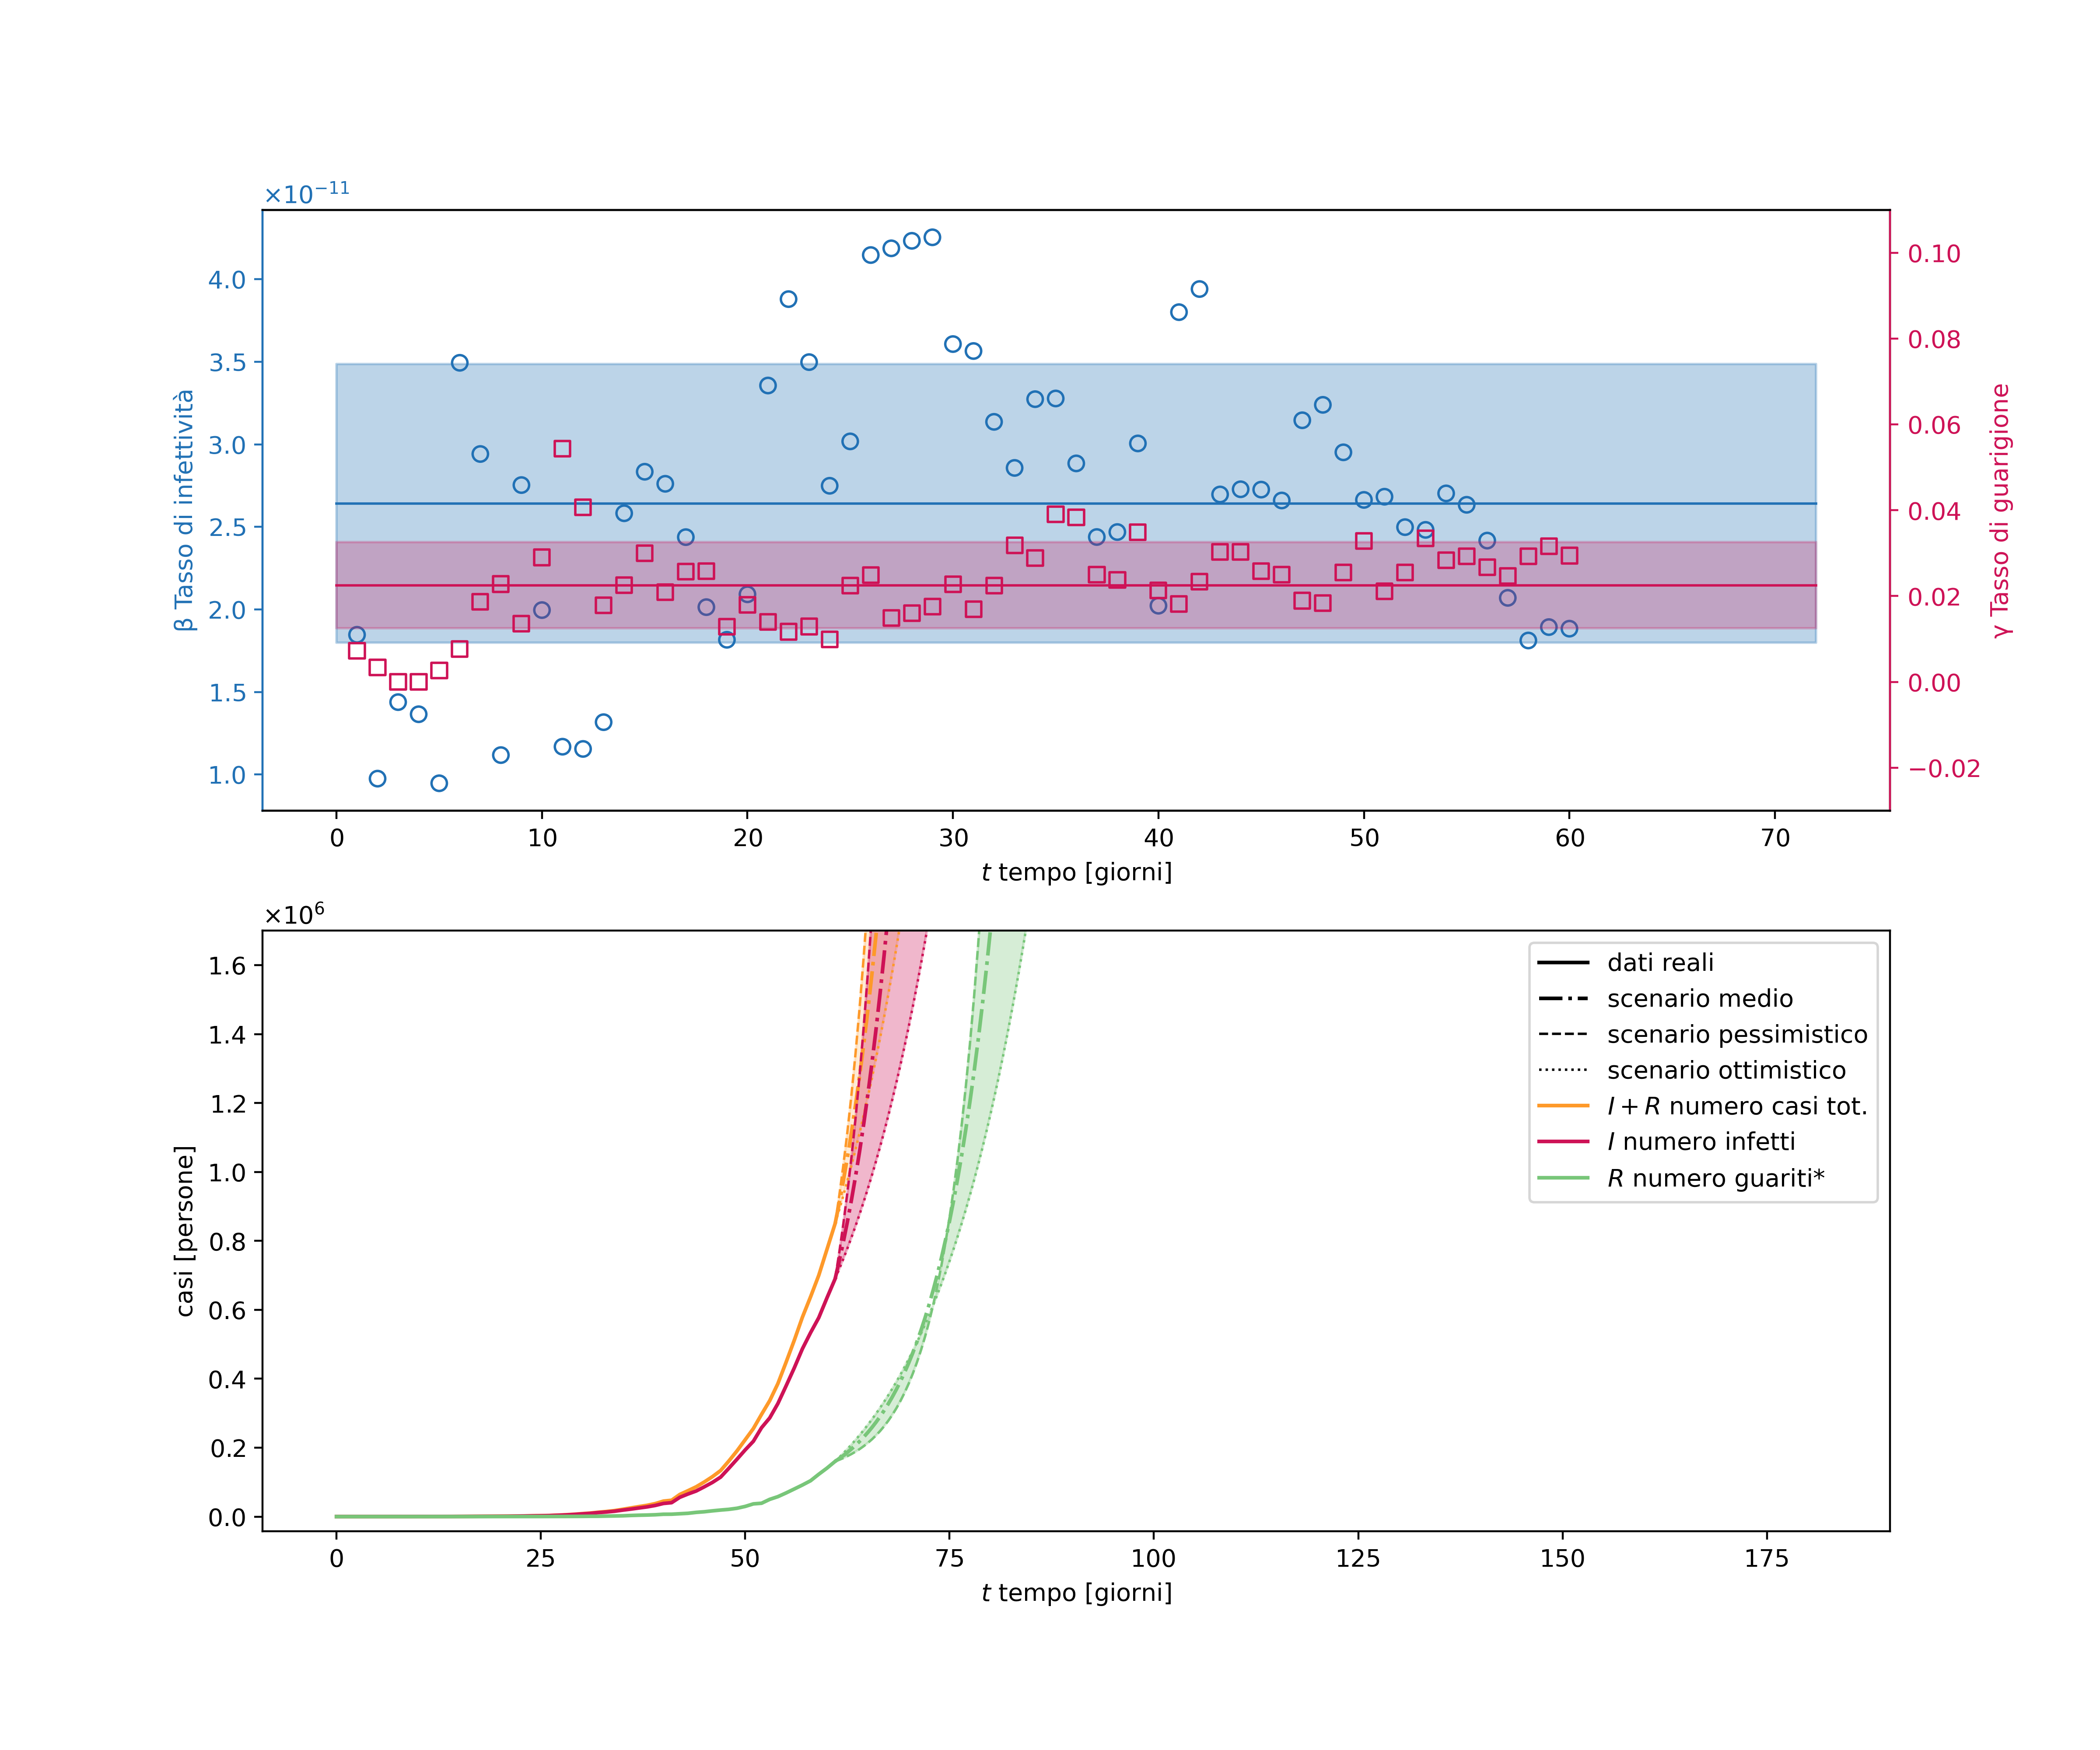 ×10⁻¹¹
4.0
3.5
3.0
2.5
2.0
1.5
1.0
β Tasso di infettività
0.10
0.08
0.06
0.04
0.02
0.00
−0.02
γ Tasso di guarigione
0 10 20 30 40 50 60 70
t tempo [giorni]
×10⁶
1.6
1.4
1.2
1.0
0.8
0.6
0.4
0.2
0.0
casi [persone]
dati reali
scenario medio
scenario pessimistico
scenario ottimistico
I + R numero casi tot.
I numero infetti
R numero guariti*
0 25 50 75 100 125 150 175
t tempo [giorni]